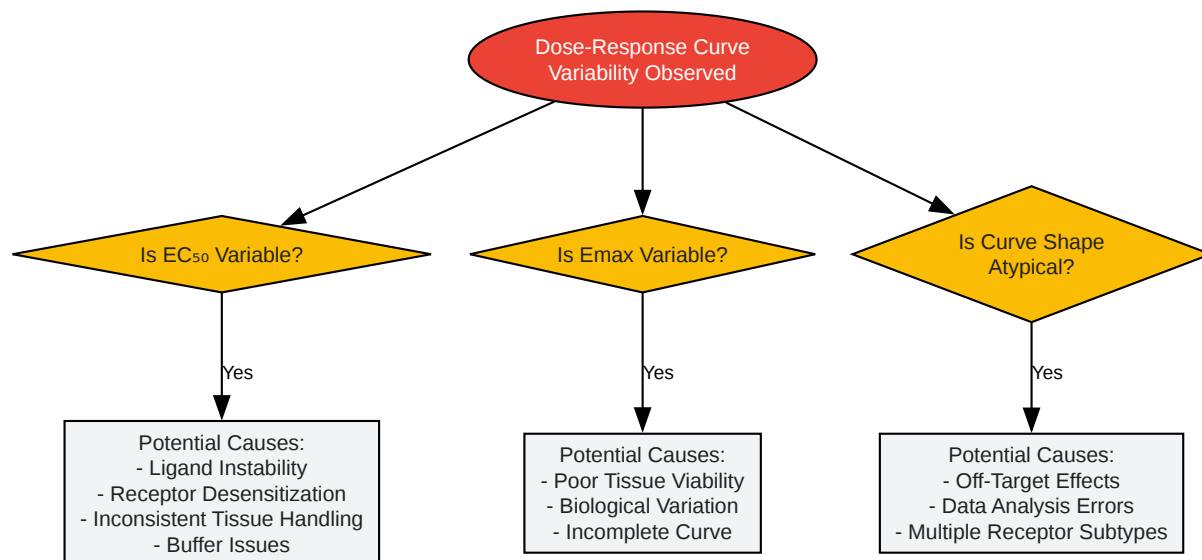 Dose-Response Curve
Variability Observed
Is EC₅₀ Variable?
Is Emax Variable?
Is Curve Shape
Atypical?
Yes
Yes
Yes
Potential Causes:
- Ligand Instability
- Receptor Desensitization
- Inconsistent Tissue Handling
- Buffer Issues
Potential Causes:
- Poor Tissue Viability
- Biological Variation
- Incomplete Curve
Potential Causes:
- Off-Target Effects
- Data Analysis Errors
- Multiple Receptor Subtypes